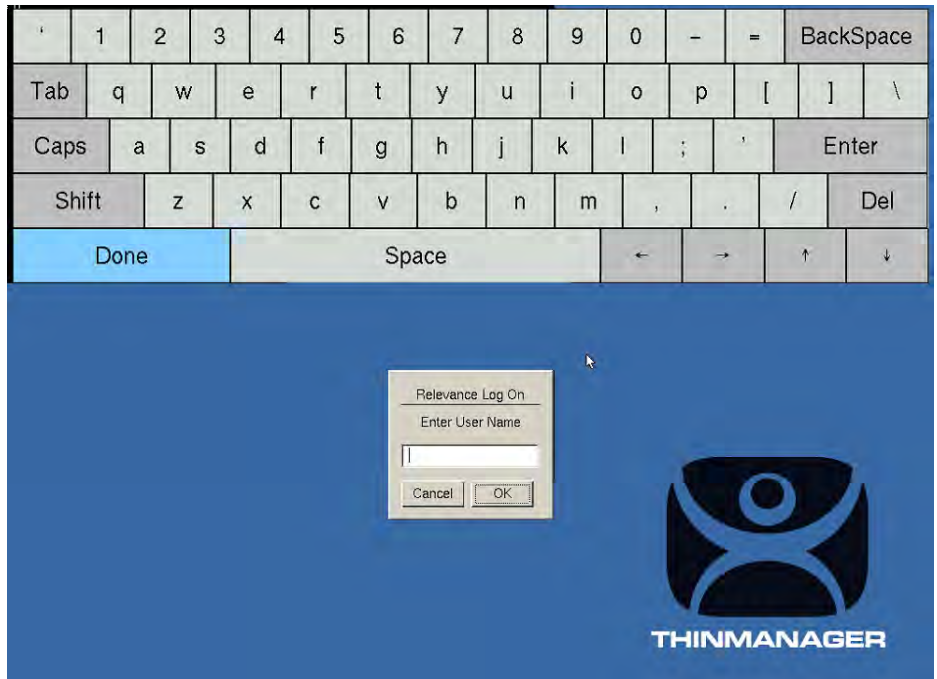 ‘ 1 2 3 4 5 6 7 8 9 0 – = BackSpace
Tab q w e r t y u i o p [ ] \
Caps a s d f g h j k l ; ' Enter
Shift z x c v b n m , . / Del
Done Space ← → ↑ ↓
Relevance Log On
Enter User Name
Cancel OK
THINMANAGER